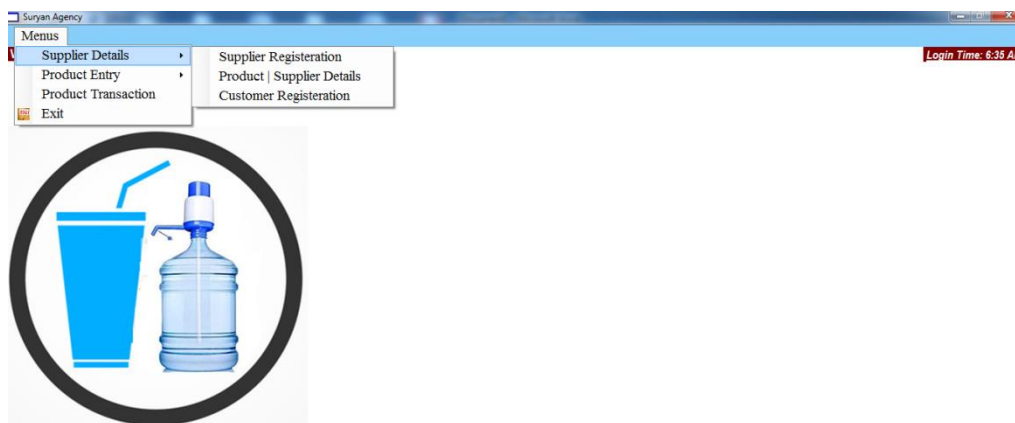 Suryan Agency
Menus
Supplier Details
Supplier Registeration
Login Time: 6:35 A
Product Entry
Product | Supplier Details
Product Transaction
Customer Registeration
Exit